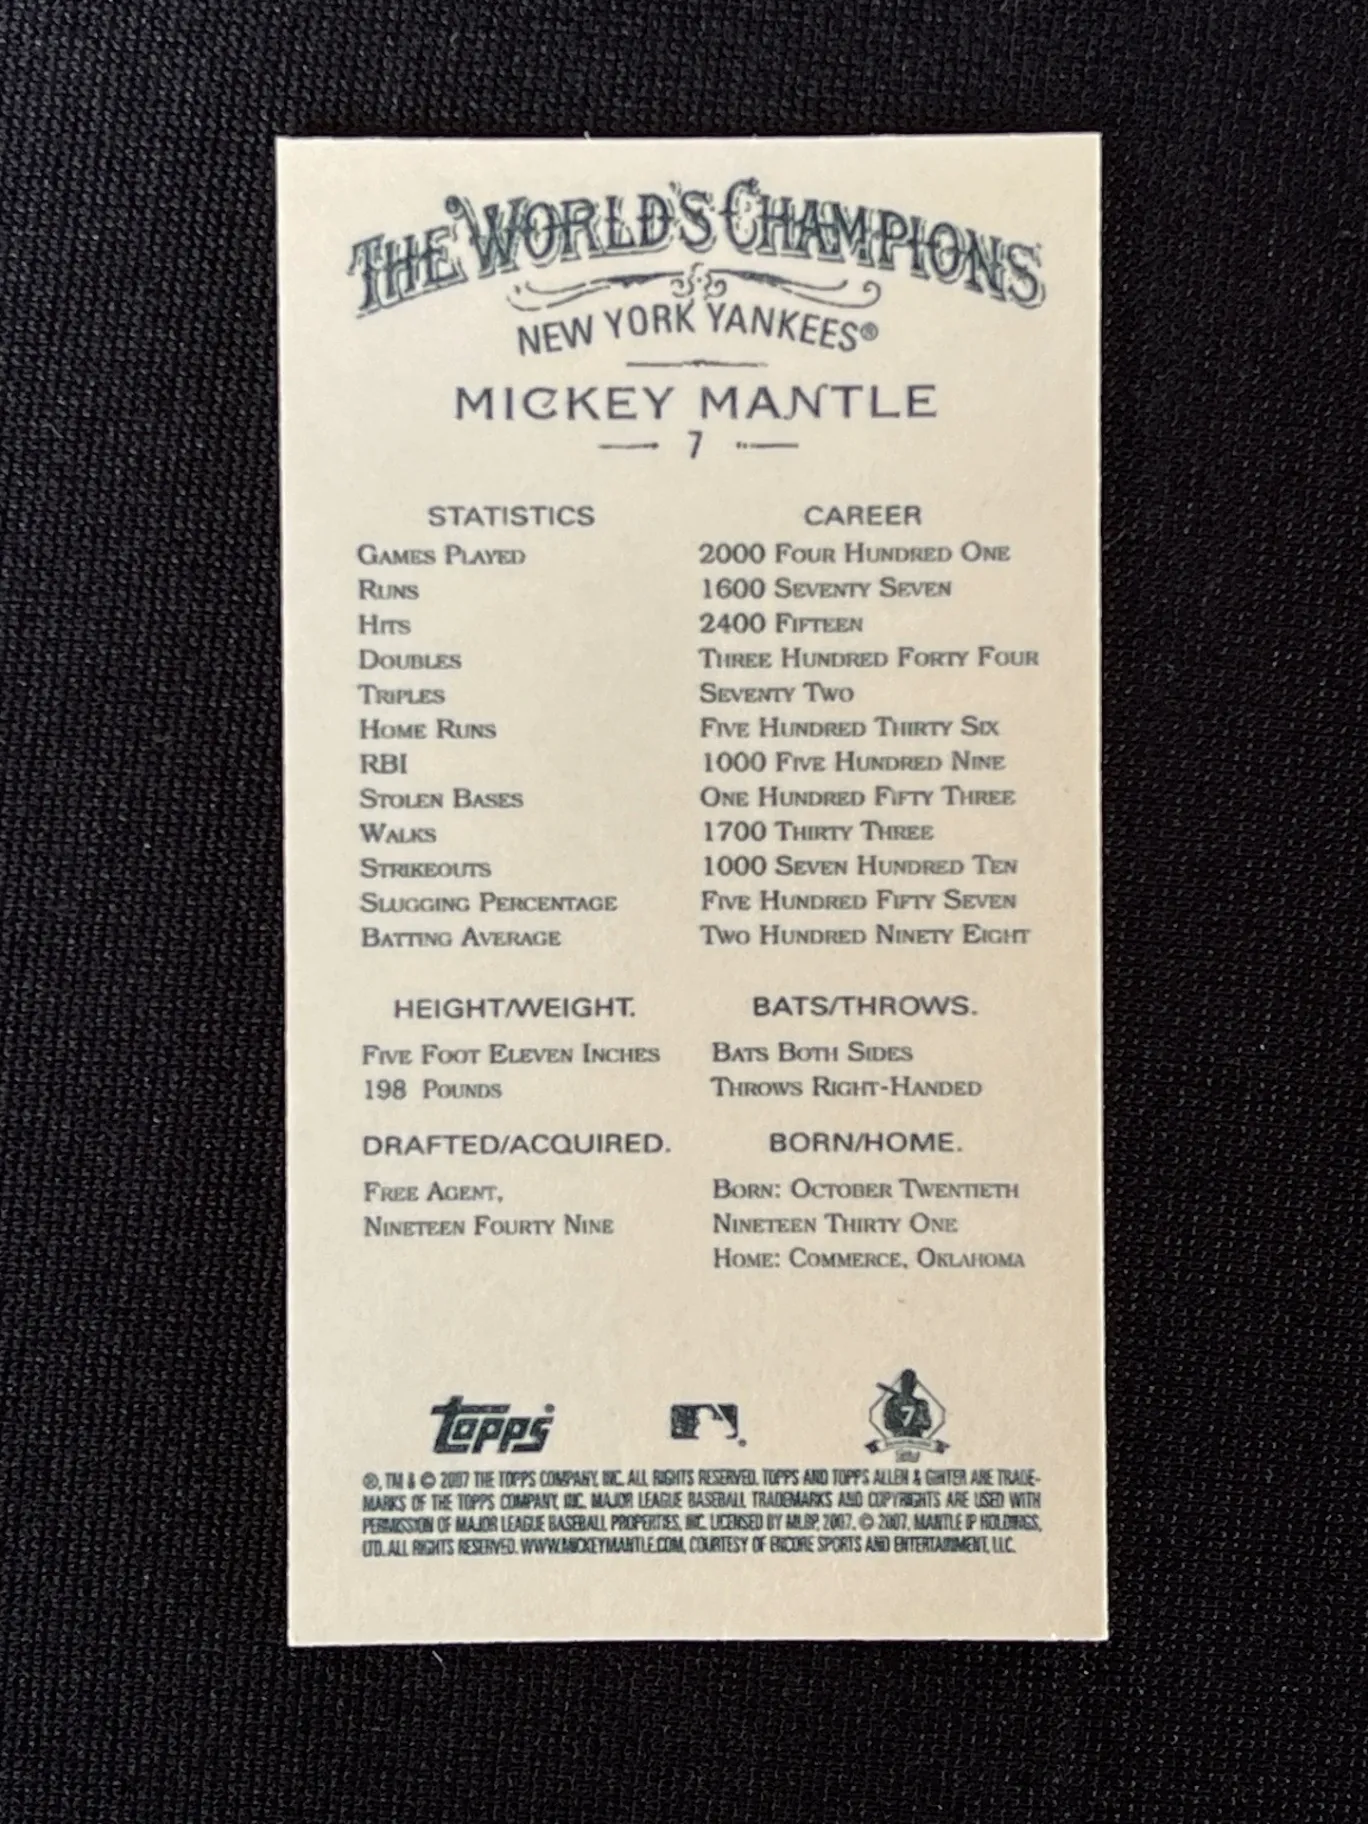 THE WORLD'S CHAMPIONS
NEW YORK YANKEES®
MICKEY MANTLE
7
STATISTICS CAREER
GAMES PLAYED 2000 FOUR HUNDRED ONE
RUNS 1600 SEVENTY SEVEN
HITS 2400 FIFTEEN
DOUBLES THREE HUNDRED FORTY FOUR
TRIPLES SEVENTY TWO
HOME RUNS FIVE HUNDRED THIRTY SIX
RBI 1000 FIVE HUNDRED NINE
STOLEN BASES ONE HUNDRED FIFTY THREE
WALKS 1700 THIRTY THREE
STRIKEOUTS 1000 SEVEN HUNDRED TEN
SLUGGING PERCENTAGE FIVE HUNDRED FIFTY SEVEN
BATTING AVERAGE TWO HUNDRED NINETY EIGHT
HEIGHT/WEIGHT.
FIVE FOOT ELEVEN INCHES
198 POUNDS
BATS/THROWS.
BATS BOTH SIDES
THROWS RIGHT-HANDED
DRAFTED/ACQUIRED.
FREE AGENT,
NINETEEN FOURTY NINE
BORN/HOME.
BORN: OCTOBER TWENTIETH
NINETEEN THIRTY ONE
HOME: COMMERCE, OKLAHOMA
topps®
7
®, TM & © 2007 THE TOPPS COMPANY, INC. ALL RIGHTS RESERVED. TOPPS AND TOPPS ALLEN & GINTER ARE TRADE-
MARKS OF THE TOPPS COMPANY, INC. MAJOR LEAGUE BASEBALL TRADEMARKS AND COPYRIGHTS ARE USED WITH
PERMISSION OF MAJOR LEAGUE BASEBALL PROPERTIES, INC. LICENSED BY MLBP, 2007. © 2007, MANTLE IP HOLDINGS,
LTD. ALL RIGHTS RESERVED. WWW.MICKEYMANTLE.COM, COURTESY OF ENCORE SPORTS AND ENTERTAINMENT, LLC.